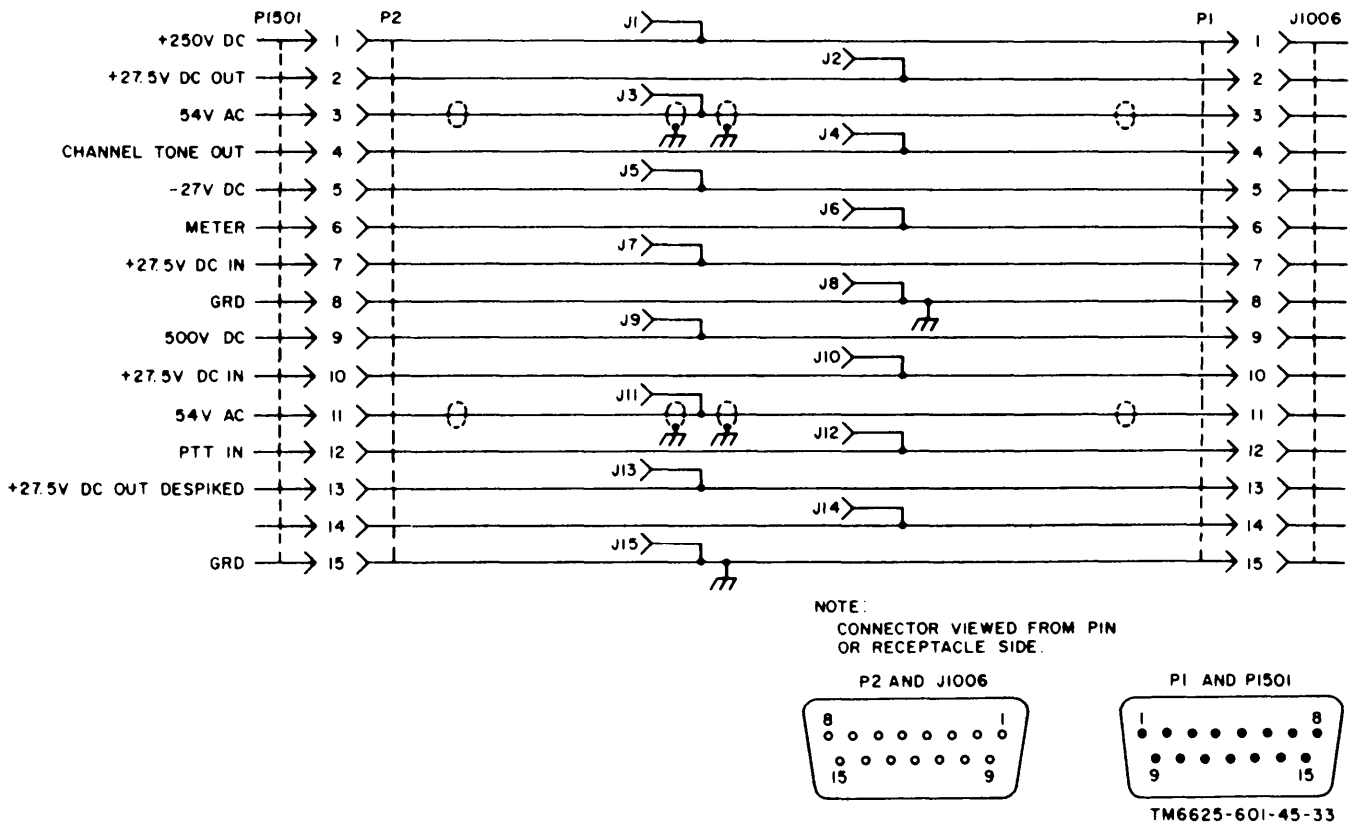 P1501 P2 J1 P1 J1006
+250V DC 1 1
J2
+27.5V DC OUT 2 2
J3
54V AC 3 3
J4
CHANNEL TONE OUT 4 4
J5
-27V DC 5 5
J6
METER 6 6
J7
+27.5V DC IN 7 7
J8
GRD 8 8
J9
500V DC 9 9
J10
+27.5V DC IN 10 10
J11
54V AC 11 11
J12
PTT IN 12 12
J13
+27.5V DC OUT DESPIKED 13 13
J14
14 14
J15
GRD 15 15
NOTE:
CONNECTOR VIEWED FROM PIN
OR RECEPTACLE SIDE.
P2 AND J1006
8 1
15 9
P1 AND P1501
1 8
9 15
TM6625-601-45-33